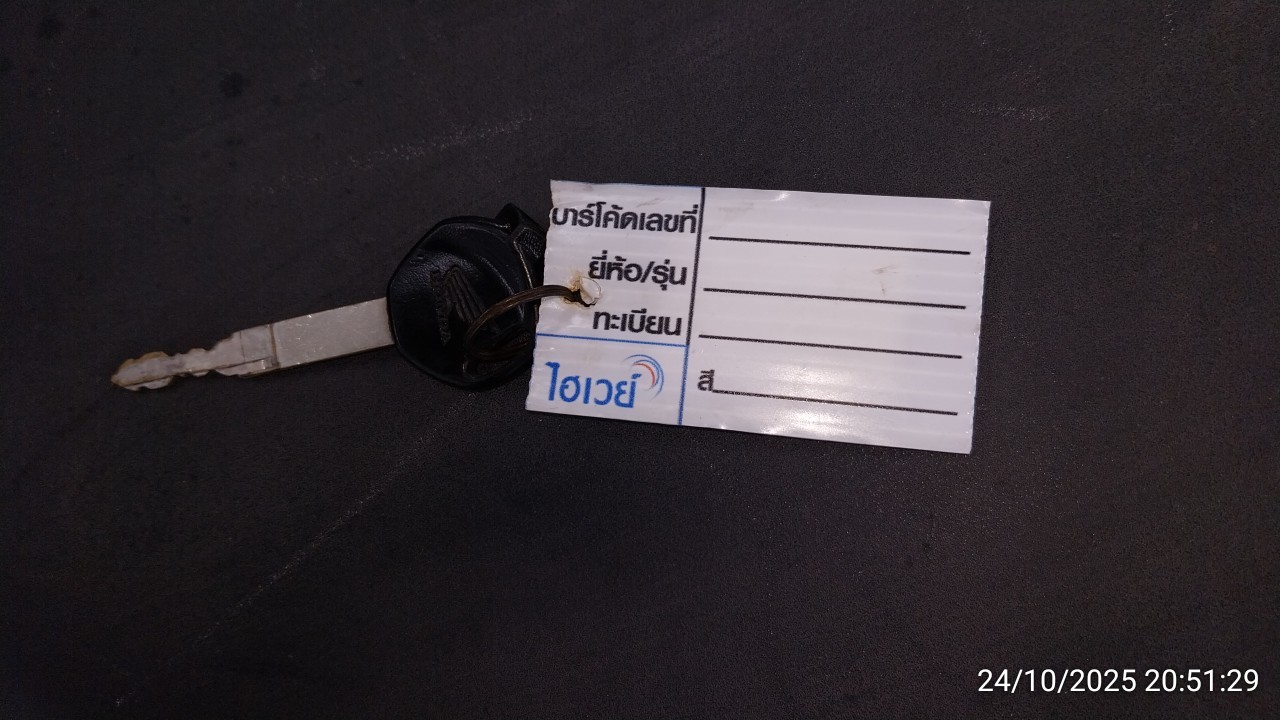 บาร์โค้ดเลขที่
ยี่ห้อ/รุ่น
ทะเบียน
สี
ไฮเวย์
24/10/2025 20:51:29